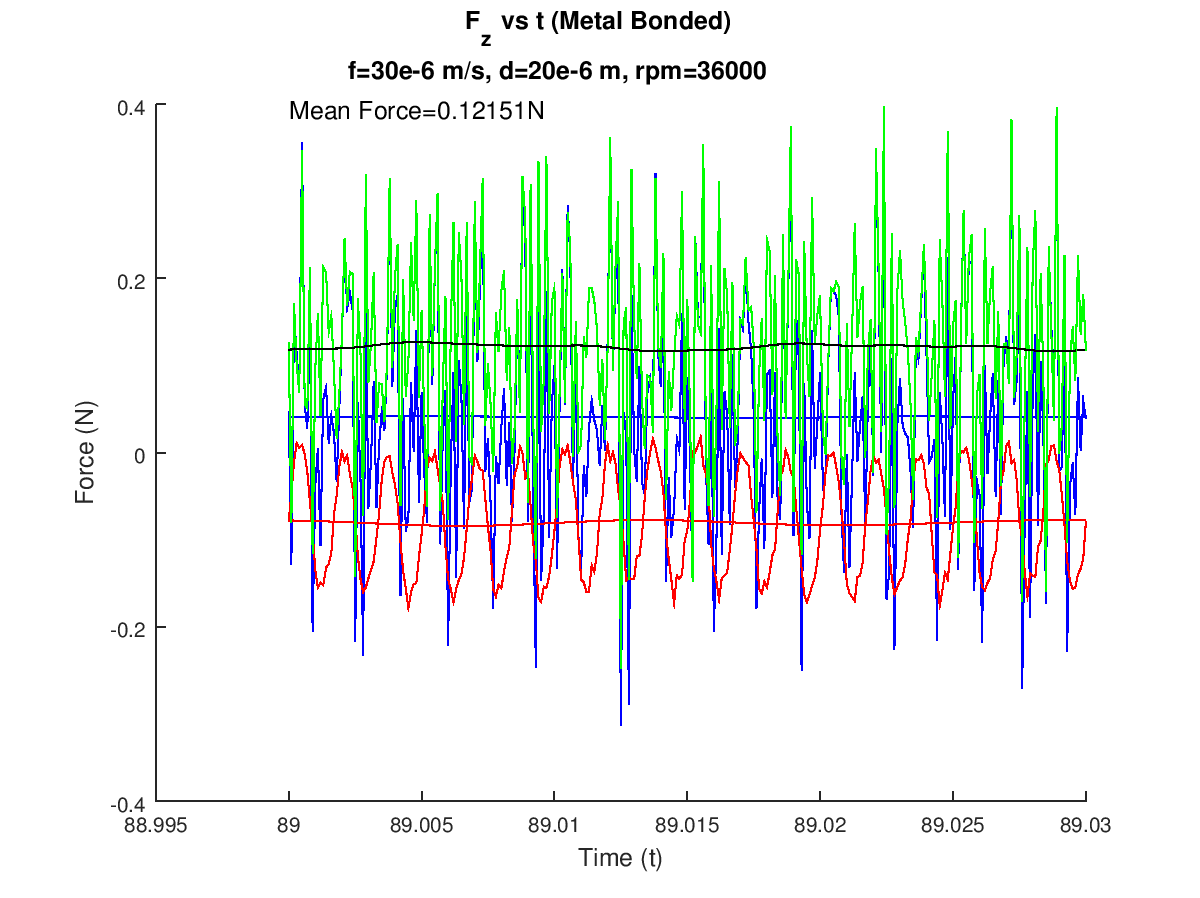 F_z vs t (Metal Bonded)
f=30e-6 m/s, d=20e-6 m, rpm=36000
Mean Force=0.12151N
0.4
0.2
0
-0.2
-0.4
Force (N)
88.995 89 89.005 89.01 89.015 89.02 89.025 89.03
Time (t)